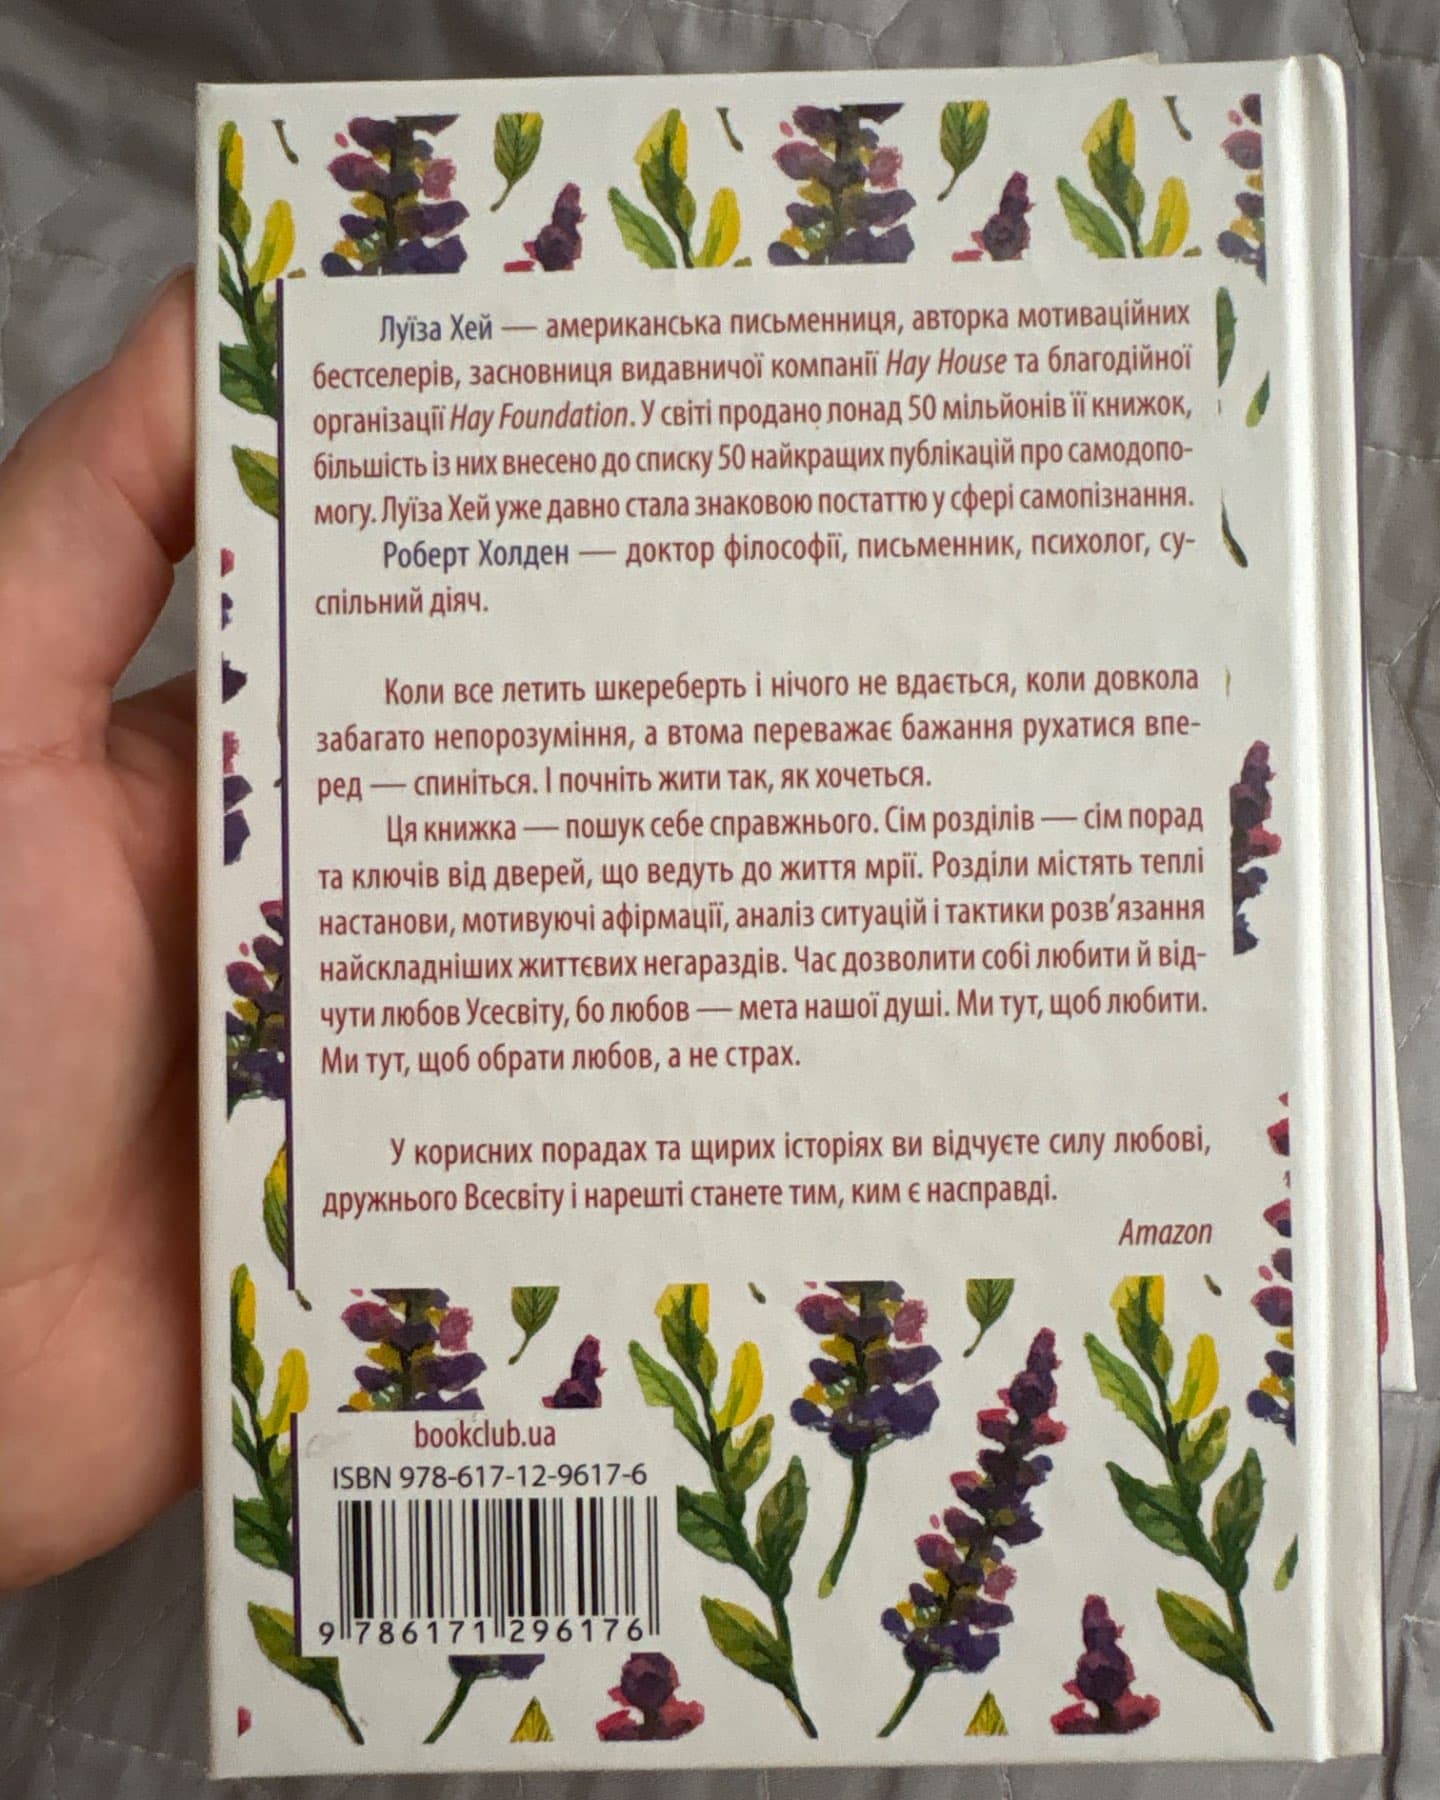 Луїза Хей — американська письменниця, авторка мотиваційних
бестселерів, засновниця видавничої компанії Hay House та благодійної
організації Hay Foundation. У світі продано понад 50 мільйонів її книжок,
більшість із них внесено до списку 50 найкращих публікацій про самодопо-
могу. Луїза Хей уже давно стала знаковою постаттю у сфері самопізнання.
Роберт Холден — доктор філософії, письменник, психолог, су-
спільний діяч.
Коли все летить шкереберть і нічого не вдається, коли довкола
забагато непорозуміння, а втома переважає бажання рухатися впе-
ред — спиніться. І почніть жити так, як хочеться.
Ця книжка — пошук себе справжнього. Сім розділів — сім порад
та ключів від дверей, що ведуть до життя мрії. Розділи містять теплі
настанови, мотивуючі афірмації, аналіз ситуацій і тактики розв’язання
найскладніших життєвих негараздів. Час дозволити собі любити й від-
чути любов Усесвіту, бо любов — мета нашої душі. Ми тут, щоб любити.
Ми тут, щоб обрати любов, а не страх.
У корисних порадах та щирих історіях ви відчуєте силу любові,
дружнього Всесвіту і нарешті станете тим, ким є насправді.
Amazon
bookclub.ua
ISBN 978-617-12-9617-6
9 786171 296176